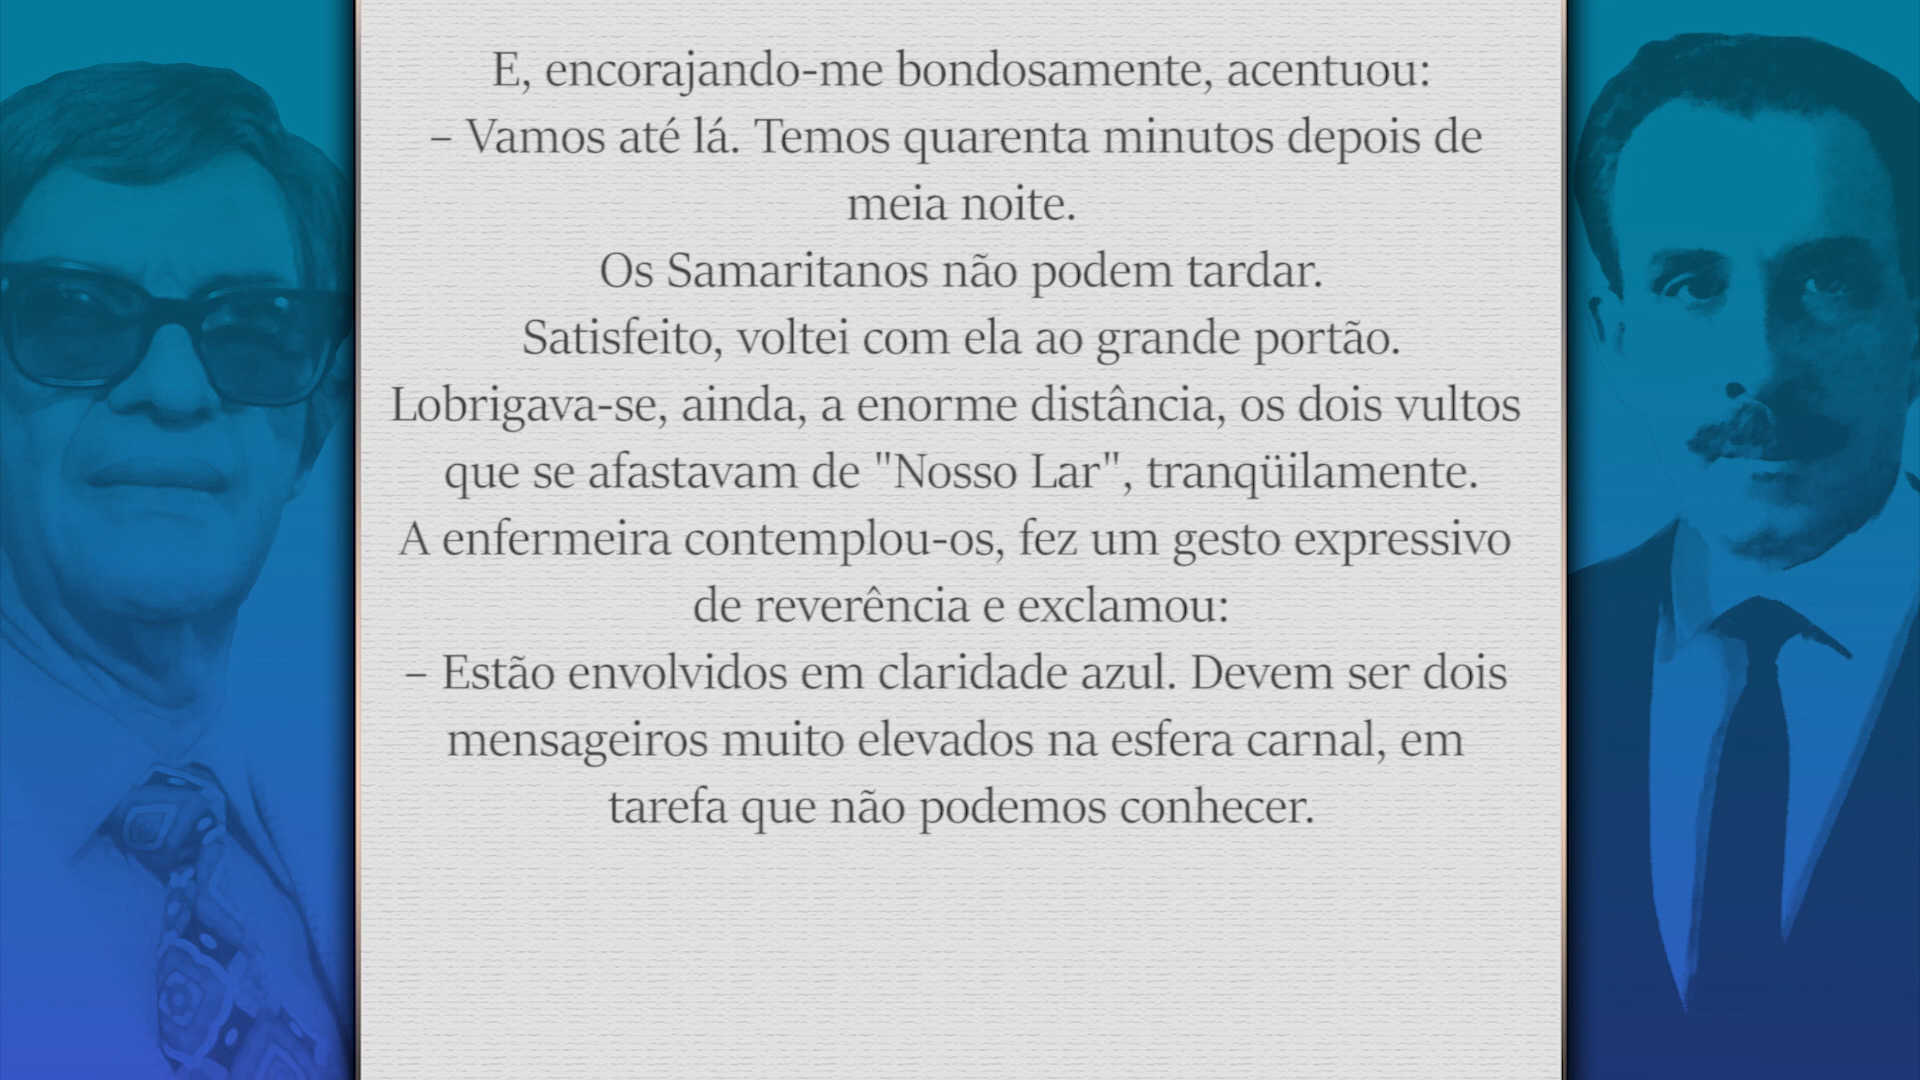 E, encorajando-me bondosamente, acentuou:
– Vamos até lá. Temos quarenta minutos depois de
meia noite.
Os Samaritanos não podem tardar.
Satisfeito, voltei com ela ao grande portão.
Lobrigava-se, ainda, a enorme distância, os dois vultos
que se afastavam de "Nosso Lar", tranqüilamente.
A enfermeira contemplou-os, fez um gesto expressivo
de reverência e exclamou:
– Estão envolvidos em claridade azul. Devem ser dois
mensageiros muito elevados na esfera carnal, em
tarefa que não podemos conhecer.